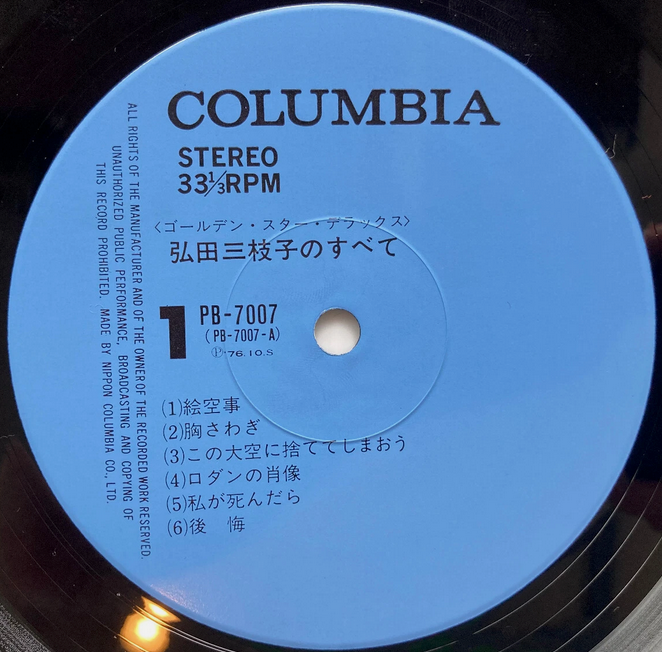 COLUMBIA
STEREO
33⅓RPM
〈ゴールデン・スター・デラックス〉
弘田三枝子のすべて
1
PB-7007
(PB-7007-A)
Ⓟ'76.10.S.
(1)絵空事
(2)胸さわぎ
(3)この大空に捨ててしまおう
(4)ロダンの肖像
(5)私が死んだら
(6)後　悔
ALL RIGHTS OF THE MANUFACTURER AND OF THE OWNER OF THE RECORDED WORK RESERVED.
UNAUTHORIZED PUBLIC PERFORMANCE, BROADCASTING AND COPYING OF
THIS RECORD PROHIBITED. MADE BY NIPPON COLUMBIA CO., LTD.